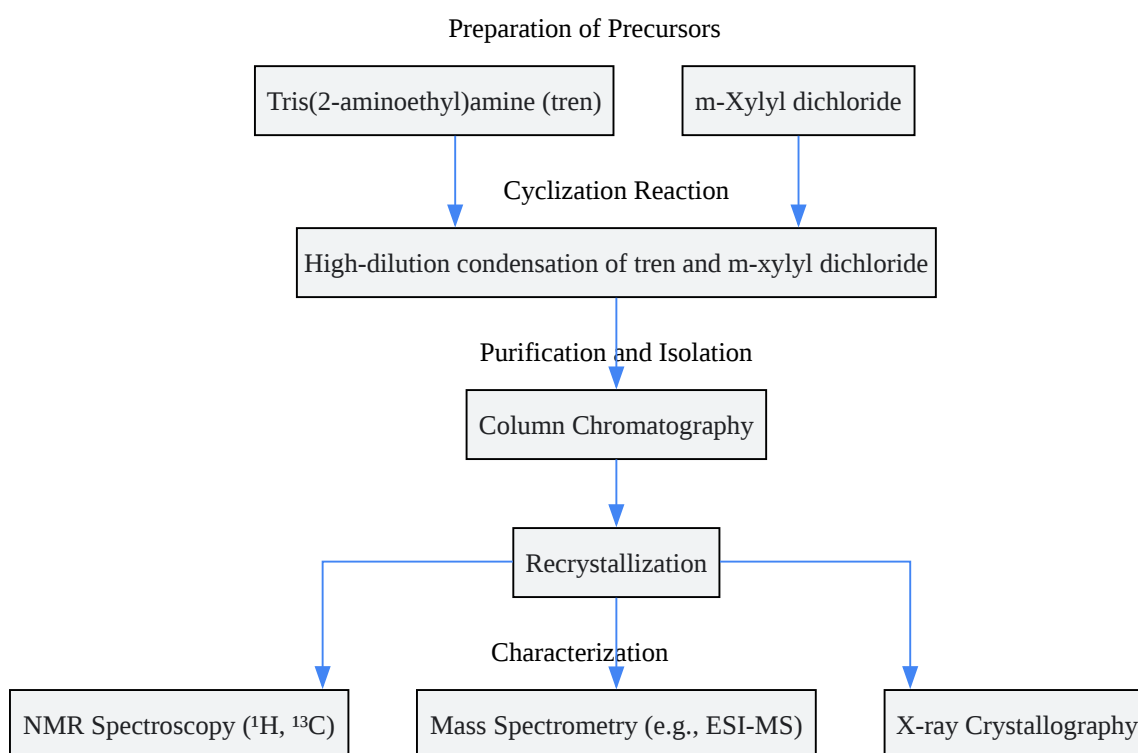 Preparation of Precursors
Tris(2-aminoethyl)amine (tren)
m-Xylyl dichloride
Cyclization Reaction
High-dilution condensation of tren and m-xylyl dichloride
Purification and Isolation
Column Chromatography
Recrystallization
Characterization
NMR Spectroscopy (¹H, ¹³C)
Mass Spectrometry (e.g., ESI-MS)
X-ray Crystallography